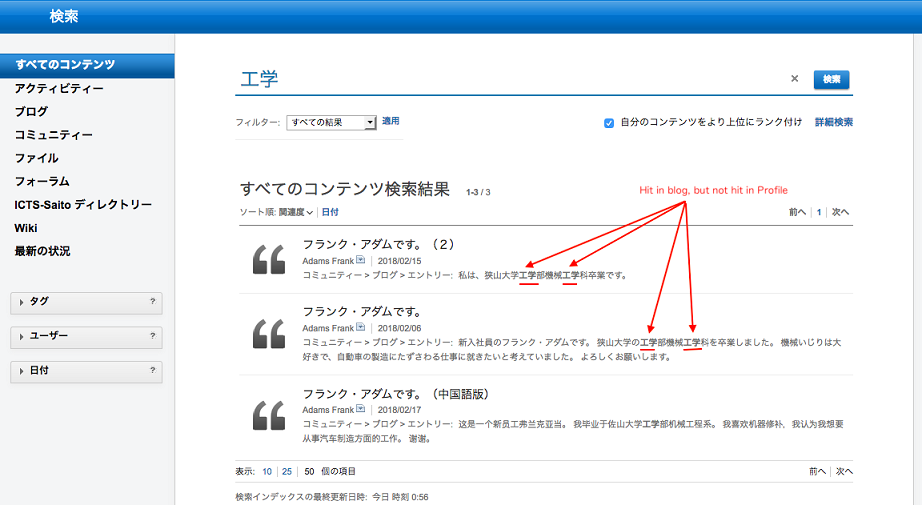 検索
すべてのコンテンツ
アクティビティー
ブログ
コミュニティー
ファイル
フォーラム
ICTS-Saito ディレクトリー
Wiki
最新の状況
タグ ?
ユーザー ?
日付 ?
工学 × 検索
フィルター: すべての結果 適用 自分のコンテンツをより上位にランク付け 詳細検索
すべてのコンテンツ検索結果 1-3 / 3
Hit in blog, but not hit in Profile
ソート順: 関連度 | 日付 前へ | 1 | 次へ
フランク・アダムです。（２）
Adams Frank | 2018/02/15
コミュニティー > ブログ > エントリー: 私は、狭山大学工学部機械工学科卒業です。
フランク・アダムです。
Adams Frank | 2018/02/06
コミュニティー > ブログ > エントリー: 新入社員のフランク・アダムです。 狭山大学の工学部機械工学科を卒業しました。 機械いじりは大
好きで、自動車の製造にたずさわる仕事に就きたいと考えていました。 よろしくお願いします。
フランク・アダムです。（中国語版）
Adams Frank | 2018/02/17
コミュニティー > ブログ > エントリー: 这是一个新员工弗兰克亚当。 我毕业于佐山大学工学部机械工程系。 我喜欢机器修补，我认为我想要
从事汽车制造方面的工作。 谢谢。
表示: 10 | 25 | 50 個の項目 前へ | 次へ
検索インデックスの最終更新日時: 今日 時刻 0:56